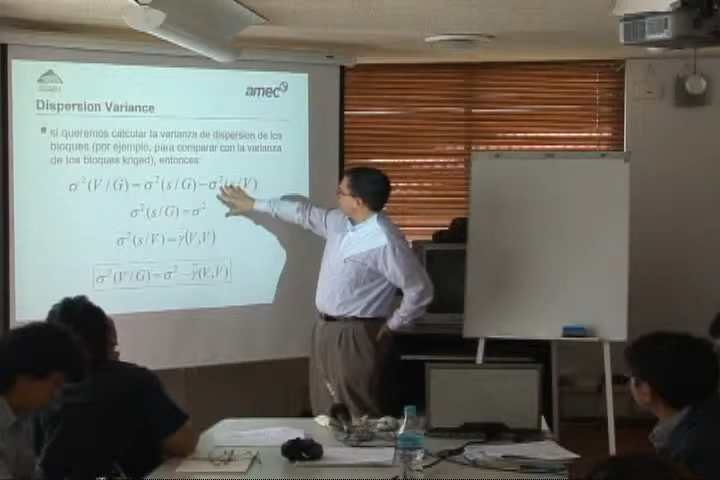 amec
Dispersion Variance
si queremos calcular la varianza de dispersion de los
bloques (por ejemplo, para comparar con la varianza
de los bloques kriged), entonces:
σ²(V/G)=σ²(s/G)−σ²(s/V)
σ²(s/G)=σ²
σ²(s/V)=γ̄(V,V)
σ²(V/G)=σ²−γ̄(V,V)